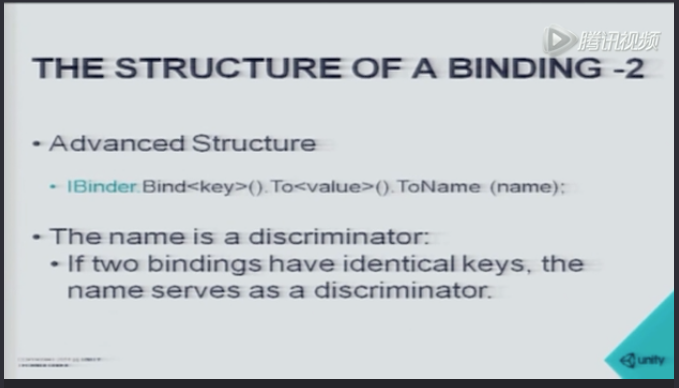 腾讯视频
THE STRUCTURE OF A BINDING -2
• Advanced Structure
• IBinder.Bind<key>().To<value>().ToName (name);
• The name is a discriminator:
• If two bindings have identical keys, the
name serves as a discriminator.
unity